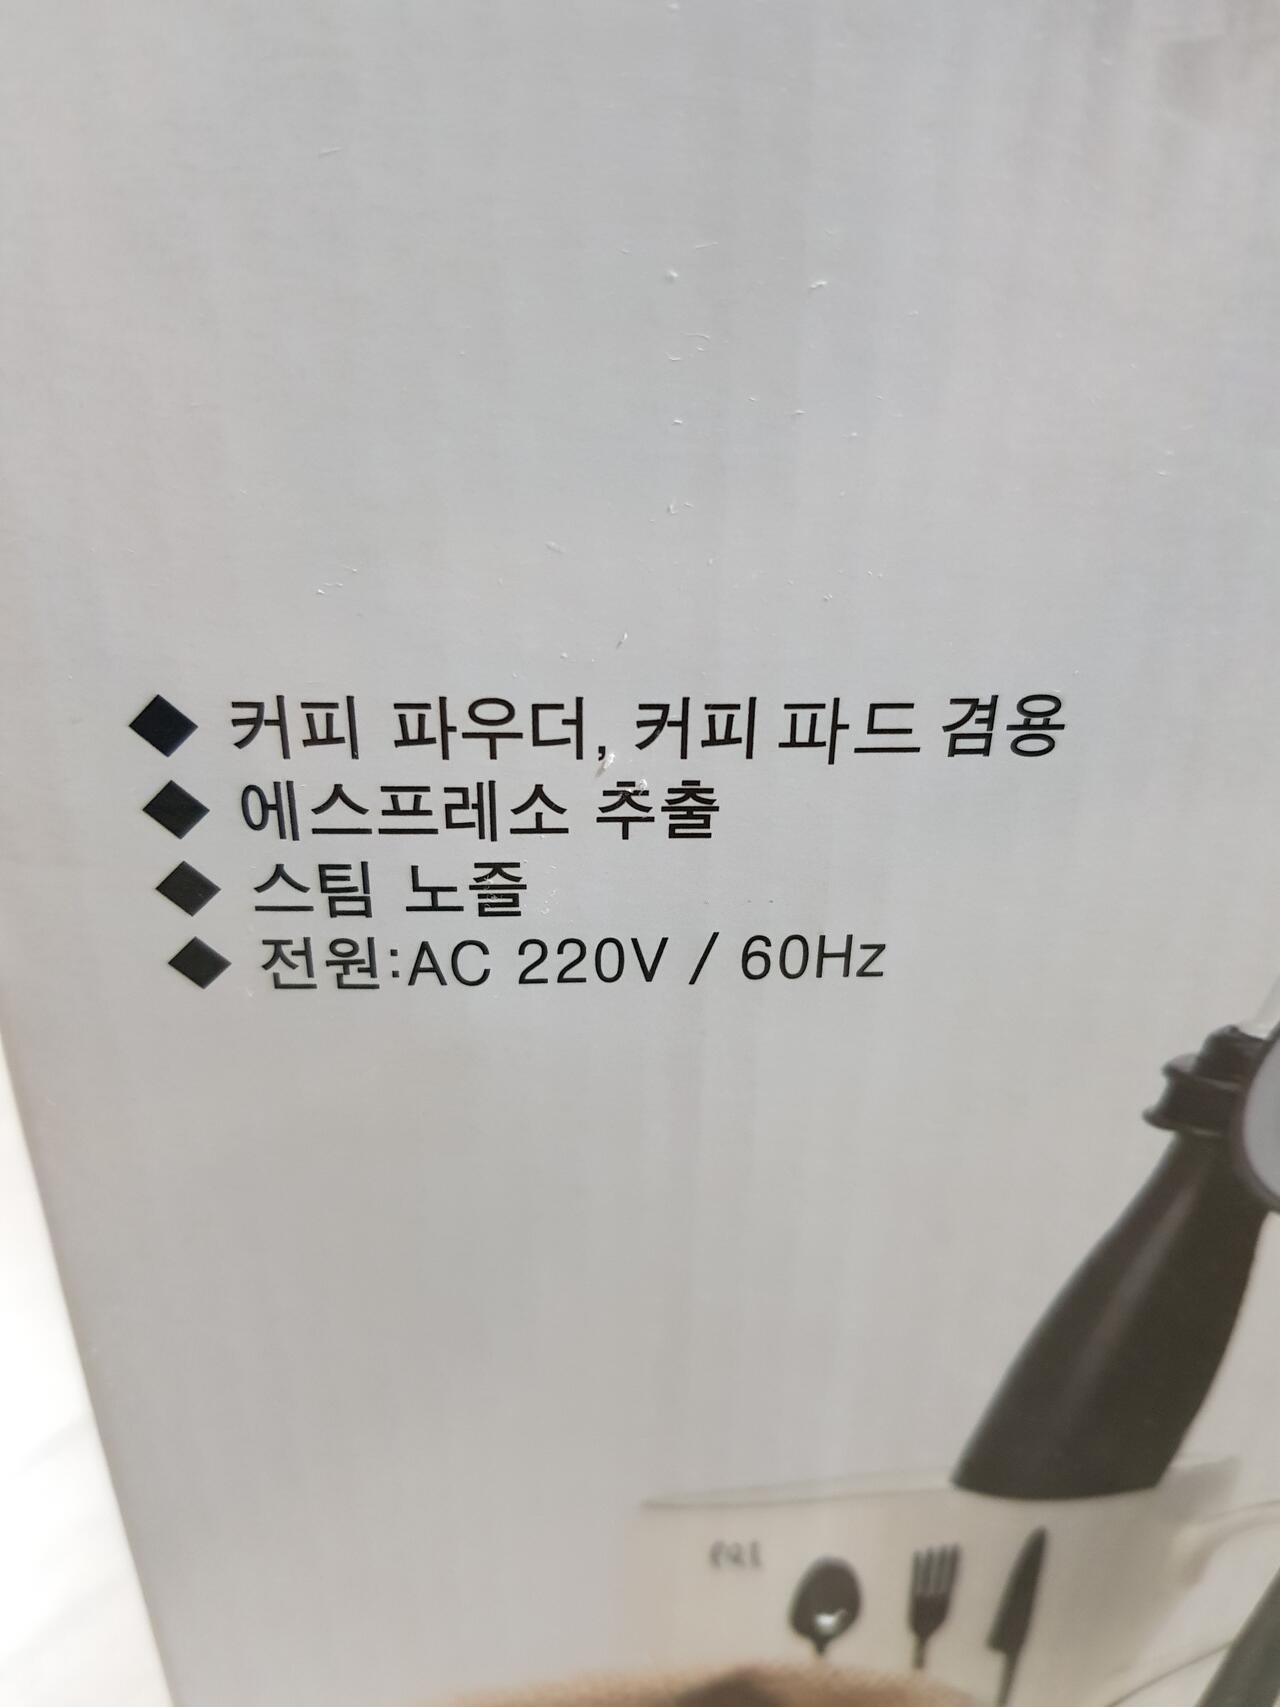 ◆ 커피 파우더, 커피 파드 겸용
◆ 에스프레소 추출
◆ 스팀 노즐
◆ 전원:AC 220V / 60Hz